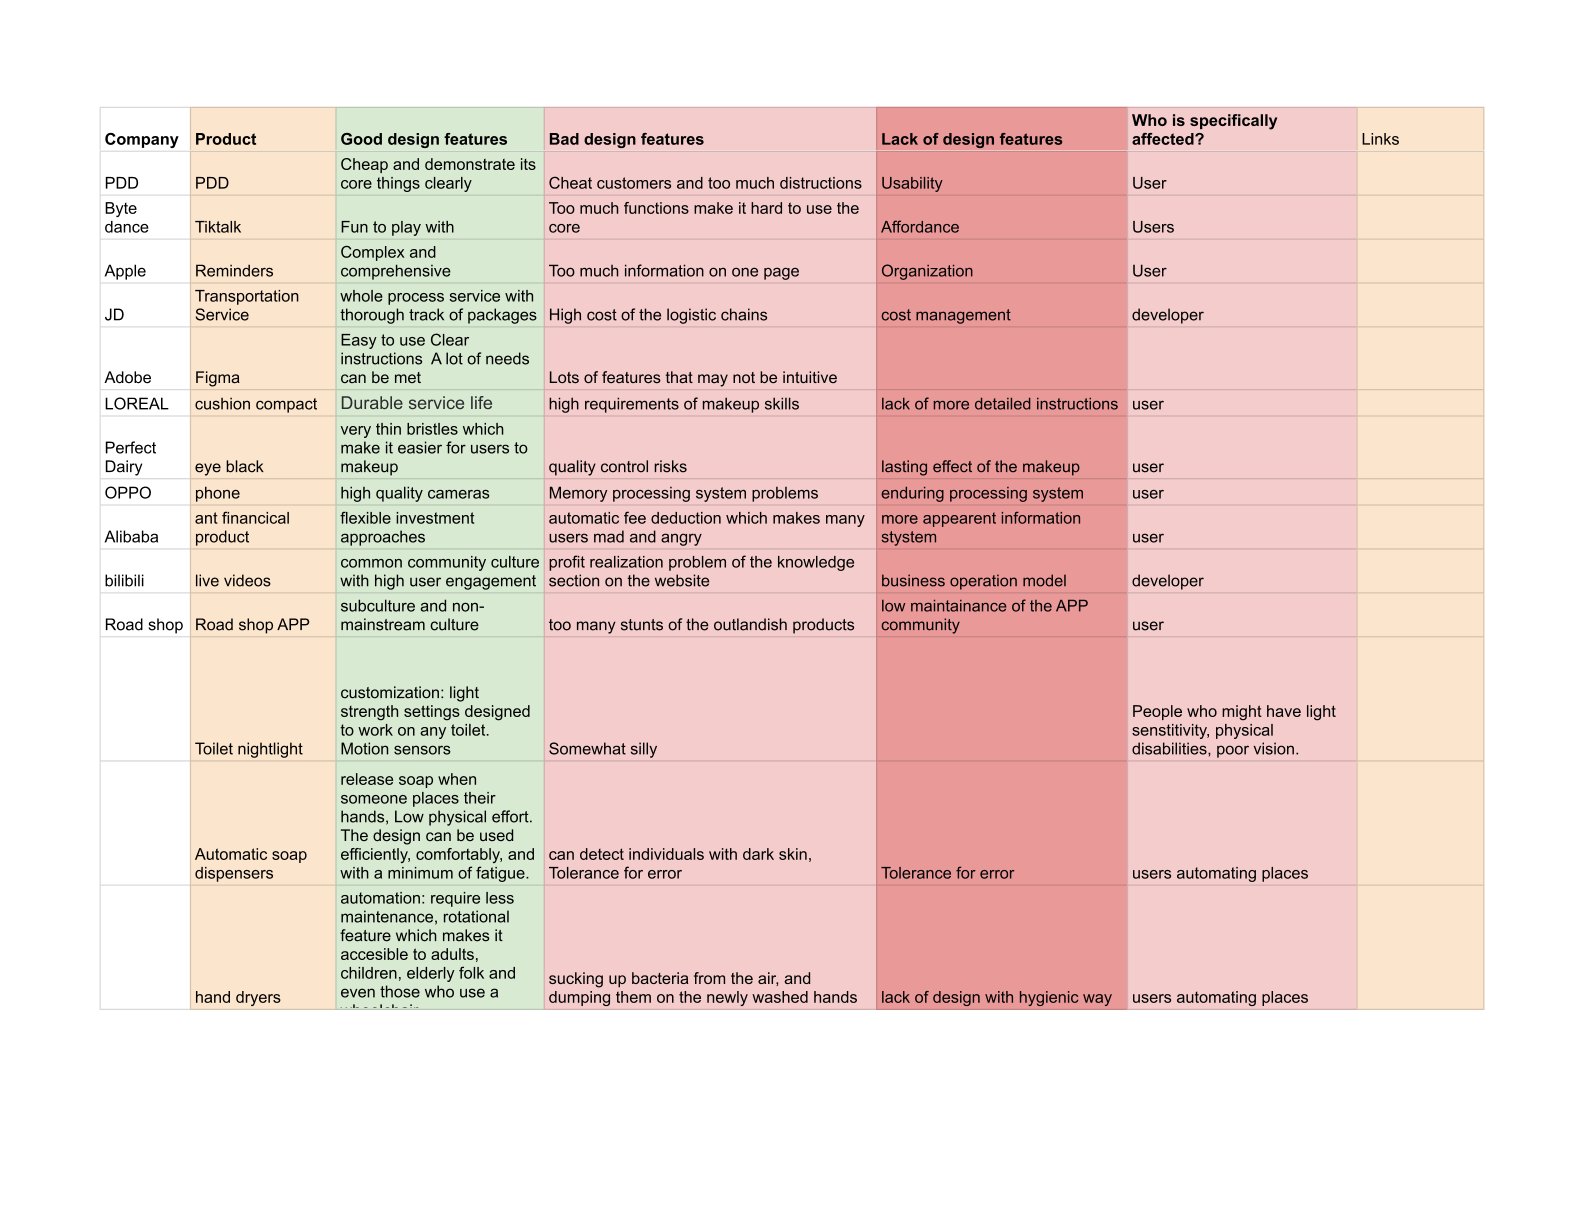 Company Product Good design features Bad design features Lack of design features Who is specifically affected? Links
PDD PDD Cheap and demonstrate its core things clearly Cheat customers and too much distructions Usability User
Byte dance Tiktalk Fun to play with Too much functions make it hard to use the core Affordance Users
Apple Reminders Complex and comprehensive Too much information on one page Organization User
JD Transportation Service whole process service with thorough track of packages High cost of the logistic chains cost management developer
Adobe Figma Easy to use Clear instructions A lot of needs can be met Lots of features that may not be intuitive
LOREAL cushion compact Durable service life high requirements of makeup skills lack of more detailed instructions user
Perfect Dairy eye black very thin bristles which make it easier for users to makeup quality control risks lasting effect of the makeup user
OPPO phone high quality cameras Memory processing system problems enduring processing system user
Alibaba ant financical product flexible investment approaches automatic fee deduction which makes many users mad and angry more appearent information stystem user
bilibili live videos common community culture with high user engagement profit realization problem of the knowledge section on the website business operation model developer
Road shop Road shop APP subculture and non-mainstream culture too many stunts of the outlandish products low maintainance of the APP community user
Toilet nightlight customization: light strength settings designed to work on any toilet. Motion sensors Somewhat silly People who might have light senstitivity, physical disabilities, poor vision.
Automatic soap dispensers release soap when someone places their hands, Low physical effort. The design can be used efficiently, comfortably, and with a minimum of fatigue. can detect individuals with dark skin, Tolerance for error Tolerance for error users automating places
hand dryers automation: require less maintenance, rotational feature which makes it accesible to adults, children, elderly folk and even those who use a sucking up bacteria from the air, and dumping them on the newly washed hands lack of design with hygienic way users automating places